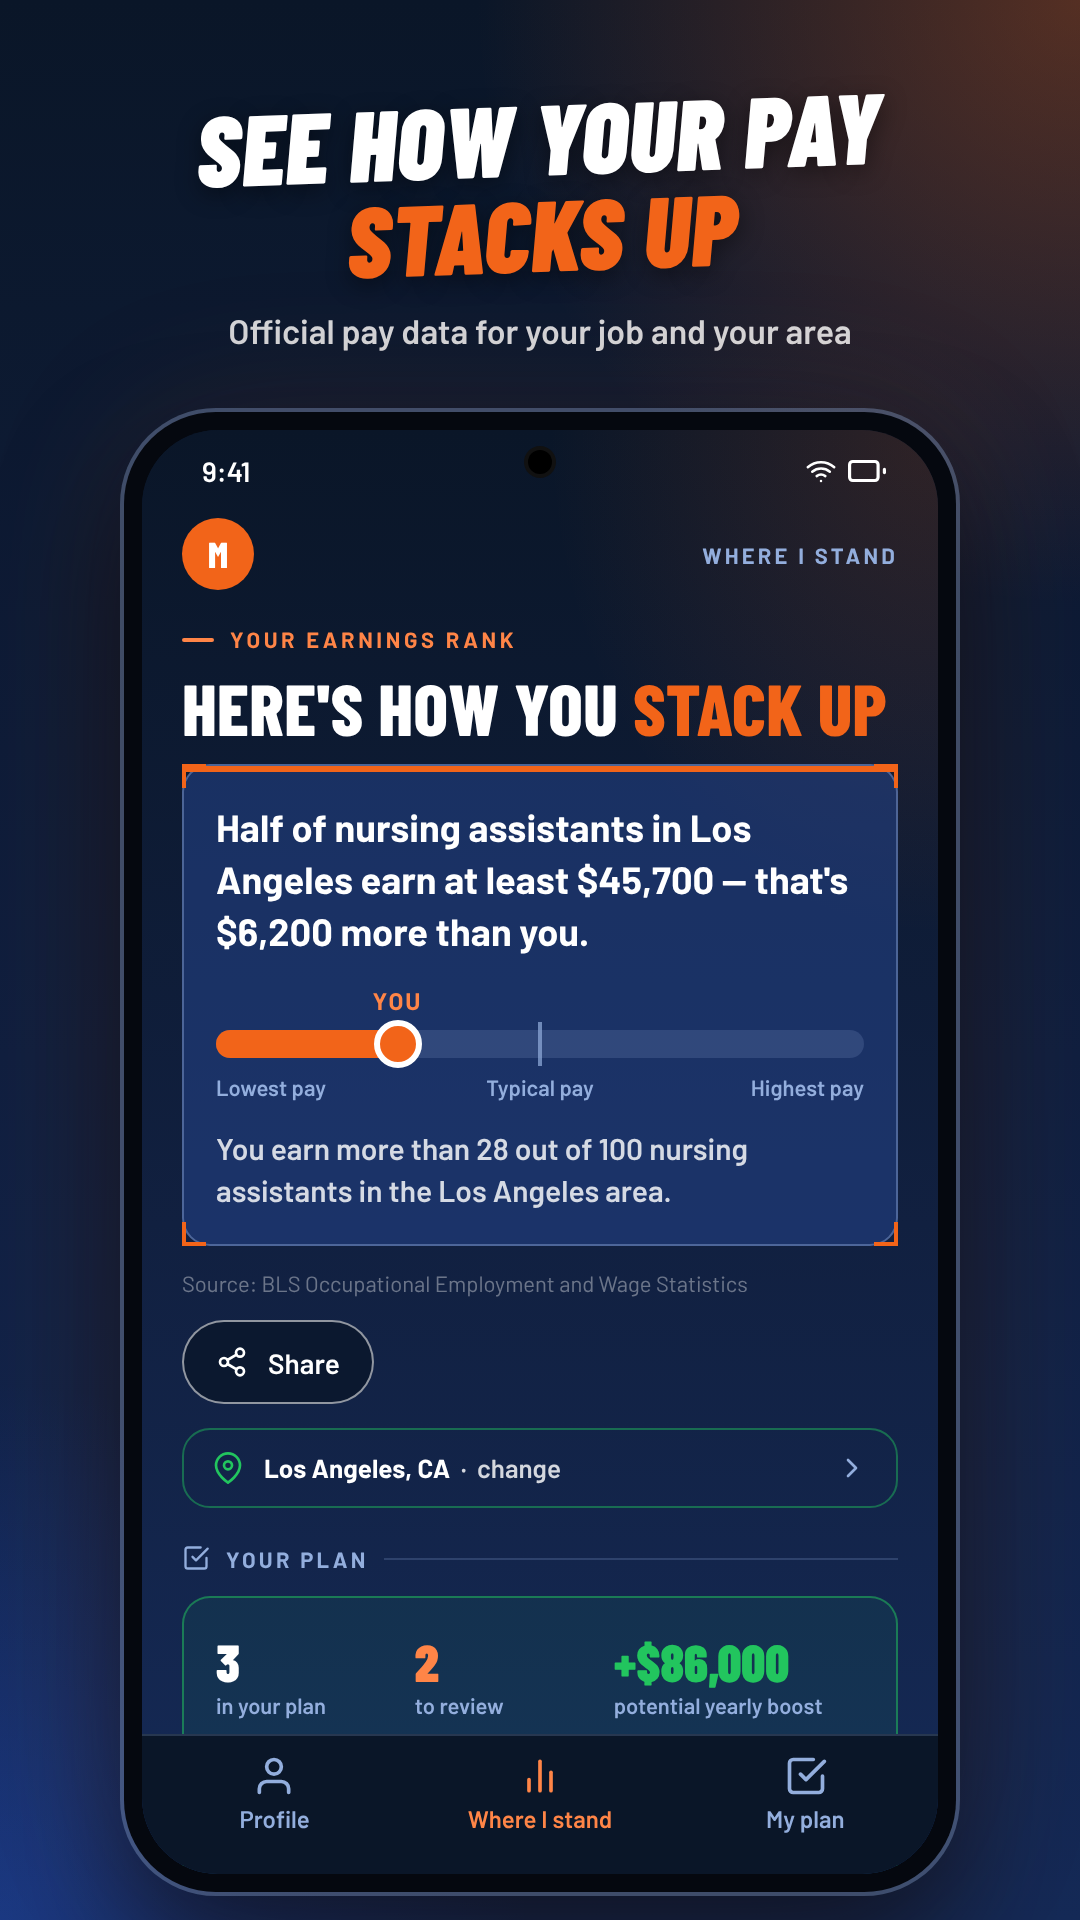 SEE HOW YOUR PAY
STACKS UP
Official pay data for your job and your area
9:41
M
WHERE I STAND
YOUR EARNINGS RANK
HERE'S HOW YOU STACK UP
Half of nursing assistants in Los
Angeles earn at least $45,700 — that's
$6,200 more than you.
YOU
Lowest pay
Typical pay
Highest pay
You earn more than 28 out of 100 nursing
assistants in the Los Angeles area.
Source: BLS Occupational Employment and Wage Statistics
Share
Los Angeles, CA · change
YOUR PLAN
3
in your plan
2
to review
+$86,000
potential yearly boost
Profile
Where I stand
My plan